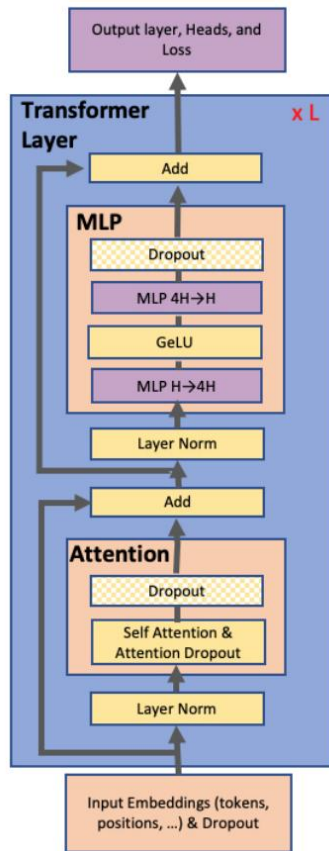 Output layer, Heads, and
Loss
Transformer
Layer
x L
Add
MLP
Dropout
MLP 4H→H
GeLU
MLP H→4H
Layer Norm
Add
Attention
Dropout
Self Attention &
Attention Dropout
Layer Norm
Input Embeddings (tokens,
positions, ...) & Dropout